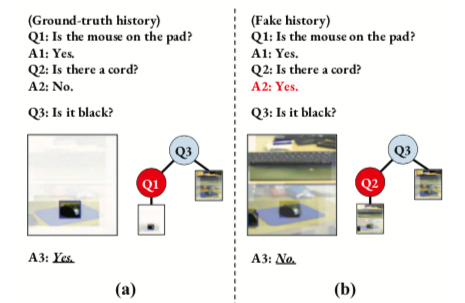 (Ground-truth history)
Q1: Is the mouse on the pad?
A1: Yes.
Q2: Is there a cord?
A2: No.
Q3: Is it black?
Q3
Q1
A3: Yes.
(a)
(Fake history)
Q1: Is the mouse on the pad?
A1: Yes.
Q2: Is there a cord?
A2: Yes.
Q3: Is it black?
Q3
Q2
A3: No.
(b)